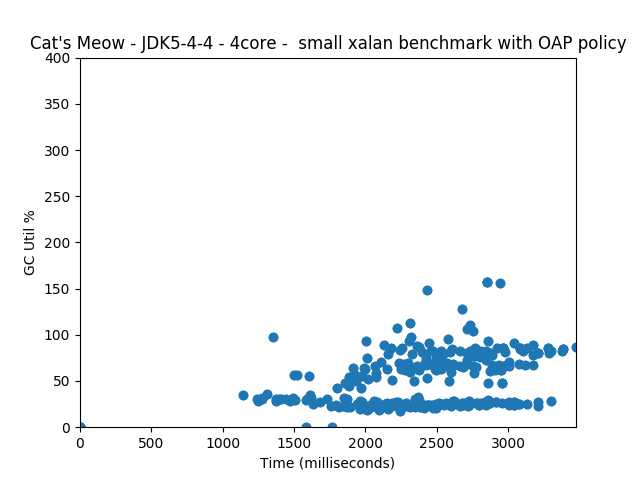 Cat's Meow - JDK5-4-4 - 4core -  small xalan benchmark with OAP policy
400
350
300
250
200
150
100
50
0
GC Util %
0 500 1000 1500 2000 2500 3000
Time (milliseconds)